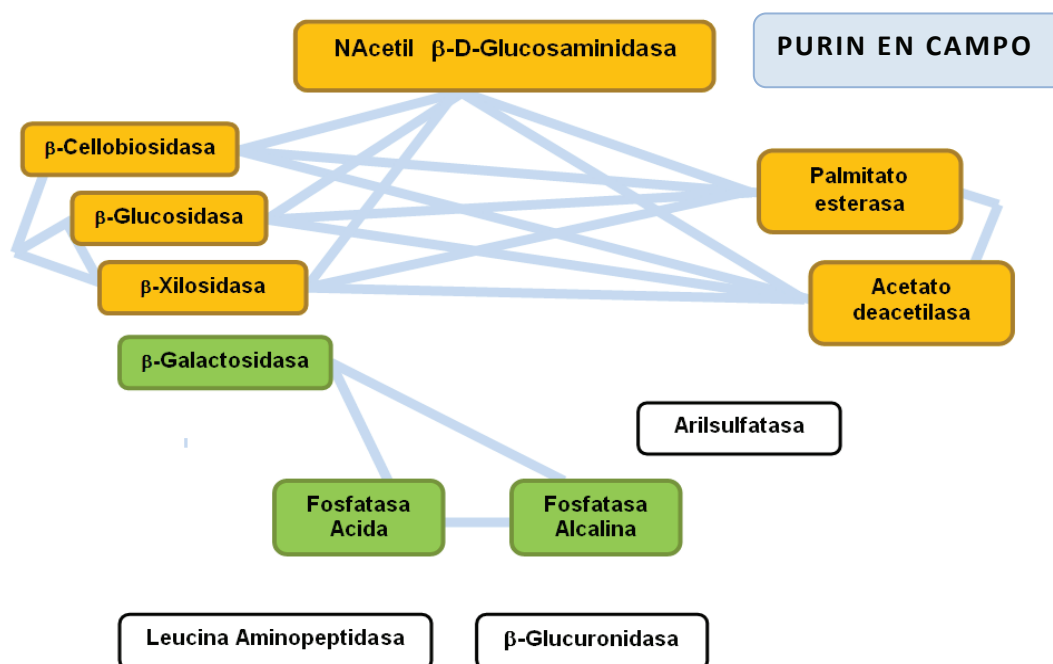 NAcetil β-D-Glucosaminidasa
PURIN EN CAMPO
β-Cellobiosidasa
Palmitato
esterasa
β-Glucosidasa
β-Xilosidasa
Acetato
deacetilasa
β-Galactosidasa
Arilsulfatasa
Fosfatasa
Acida
Fosfatasa
Alcalina
Leucina Aminopeptidasa
β-Glucuronidasa